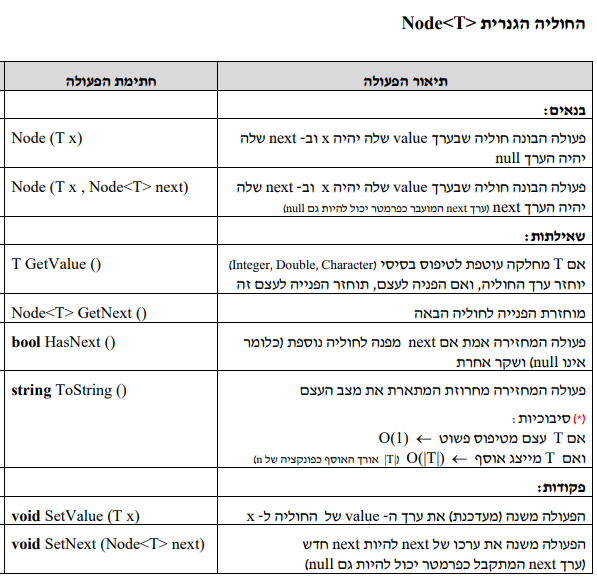 החוליה הגנרית Node<T>
תיאור הפעולה
חתימת הפעולה
בנאים:
פעולה הבונה חוליה שבערך value שלה יהיה x וב- next שלה
יהיה הערך null
Node (T x)
פעולה הבונה חוליה שבערך value שלה יהיה x וב- next שלה
יהיה הערך next (ערך next המועבר כפרמטר יכול להיות גם null)
Node (T x , Node<T> next)
שאילתות:
אם T מחלקה עוטפת לטיפוס בסיסי (Integer, Double, Character)
יוחזר ערך החוליה, ואם הפניה לעצם, תוחזר הפנייה לעצם זה
T GetValue ()
מוחזרת הפנייה לחוליה הבאה
Node<T> GetNext ()
פעולה המחזירה אמת אם next מפנה לחוליה נוספת (כלומר
אינו null) ושקר אחרת
bool HasNext ()
פעולה המחזירה מחרוזת המתארת את מצב העצם
(*) סיבוכיות:
אם T עצם מטיפוס פשוט ← O(1)
ואם T מייצג אוסף ← O(|T|) (|T| אורך האוסף כפונקציה של n)
string ToString ()
פקודות:
הפעולה משנה (מעדכנת) את ערך ה- value של החוליה ל- x
void SetValue (T x)
הפעולה משנה את ערכו של next להיות next חדש
(ערך next המתקבל כפרמטר יכול להיות גם null)
void SetNext (Node<T> next)